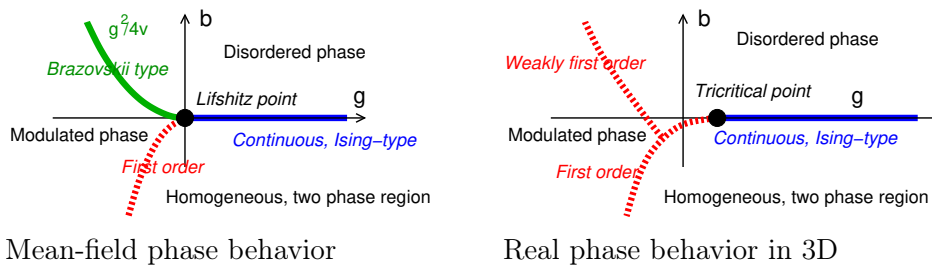 g²/4v
b
Disordered phase
Brazovskii type
Lifshitz point
g
Modulated phase
Continuous, Ising-type
First order
Homogeneous, two phase region
Mean-field phase behavior
b
Disordered phase
Weakly first order
Tricritical point
g
Modulated phase
Continuous, Ising-type
First order
Homogeneous, two phase region
Real phase behavior in 3D